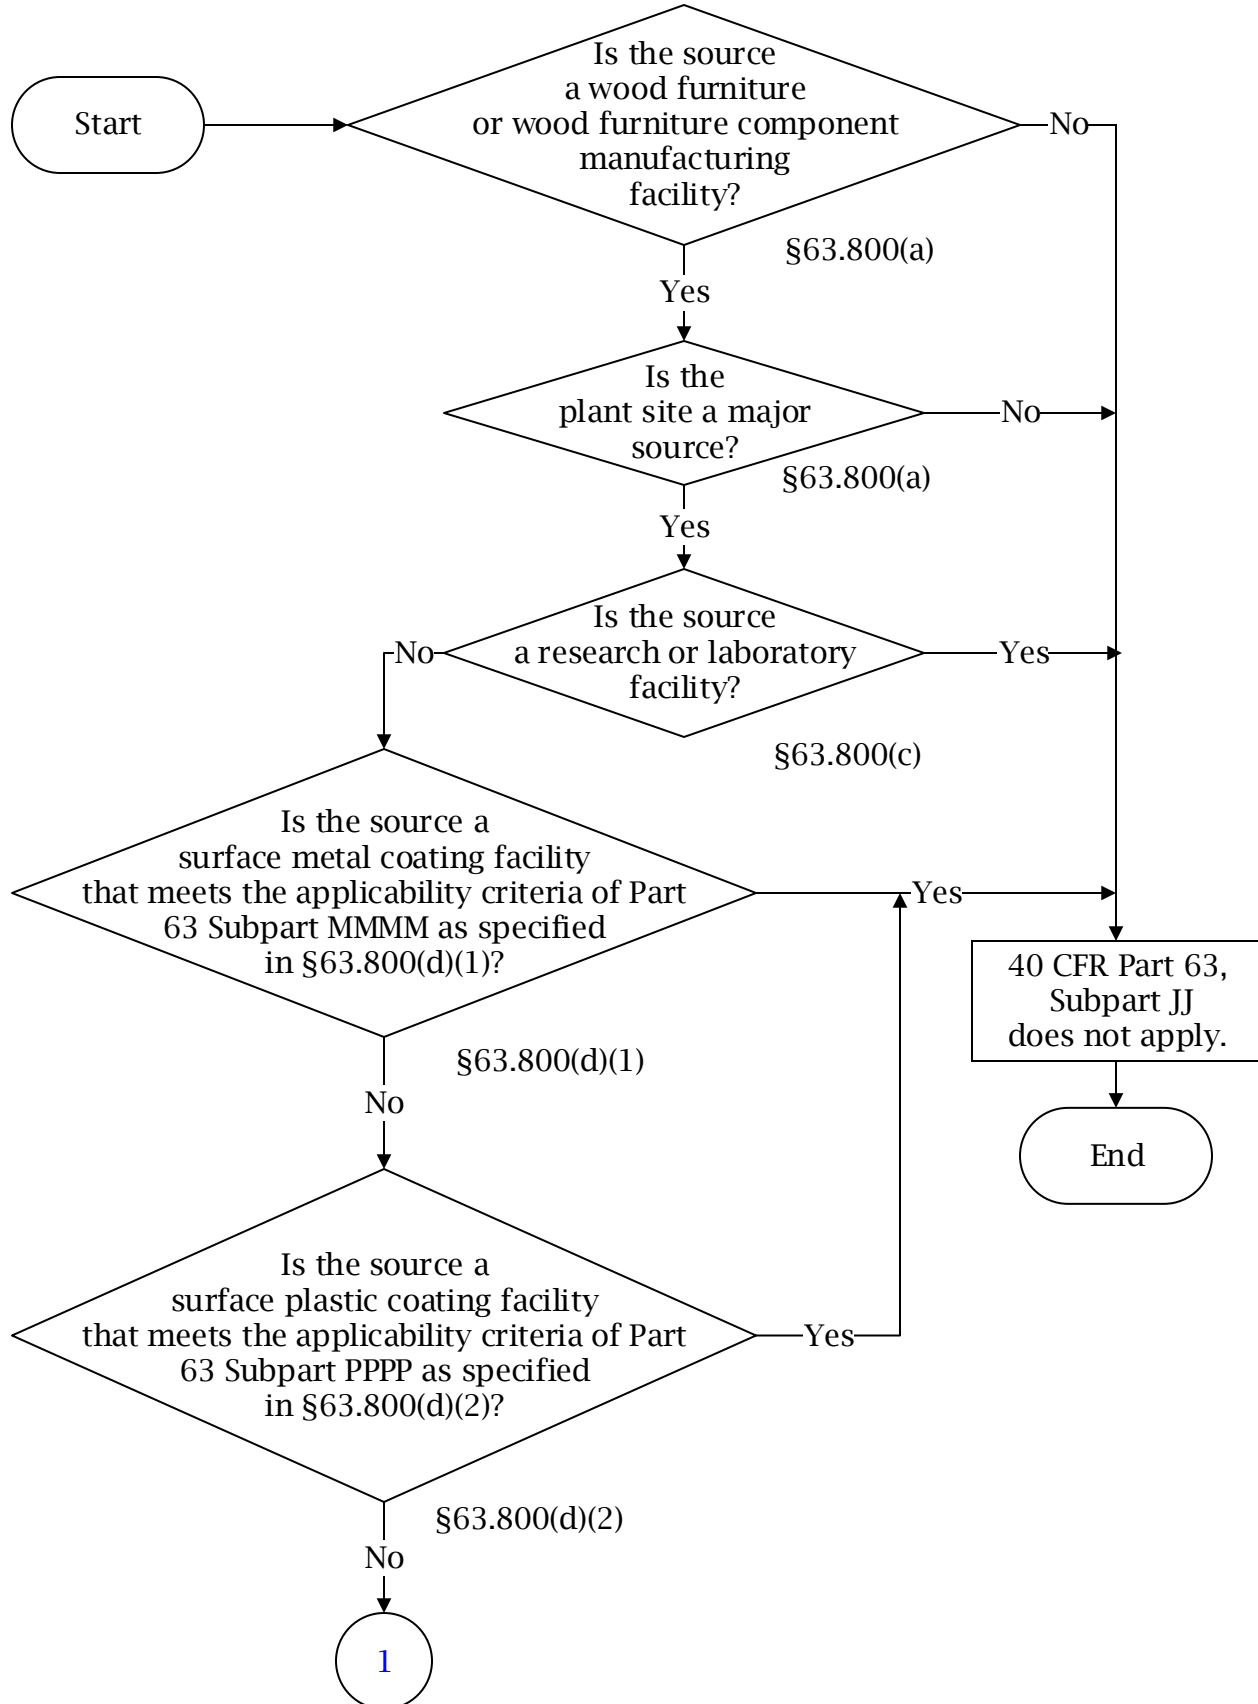 Is the source
a wood furniture
or wood furniture component
manufacturing
facility?
Start
No
§63.800(a)
Yes
Is the
plant site a major
source?
No
§63.800(a)
Yes
Is the source
a research or laboratory
facility?
No
Yes
§63.800(c)
Is the source a
surface metal coating facility
that meets the applicability criteria of Part
63 Subpart MMMM as specified
in §63.800(d)(1)?
Yes
40 CFR Part 63,
Subpart JJ
does not apply.
§63.800(d)(1)
No
End
Is the source a
surface plastic coating facility
that meets the applicability criteria of Part
63 Subpart PPPP as specified
in §63.800(d)(2)?
Yes
§63.800(d)(2)
No
1